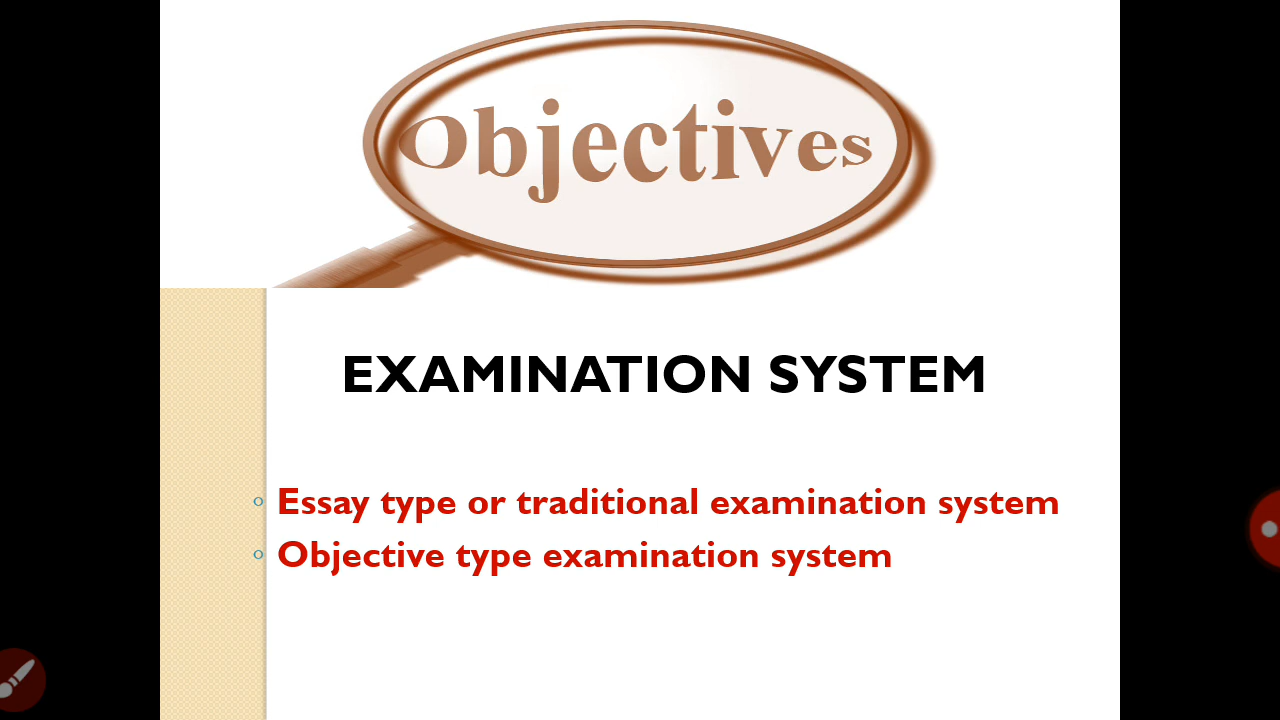 Objectives
EXAMINATION SYSTEM
Essay type or traditional examination system
Objective type examination system